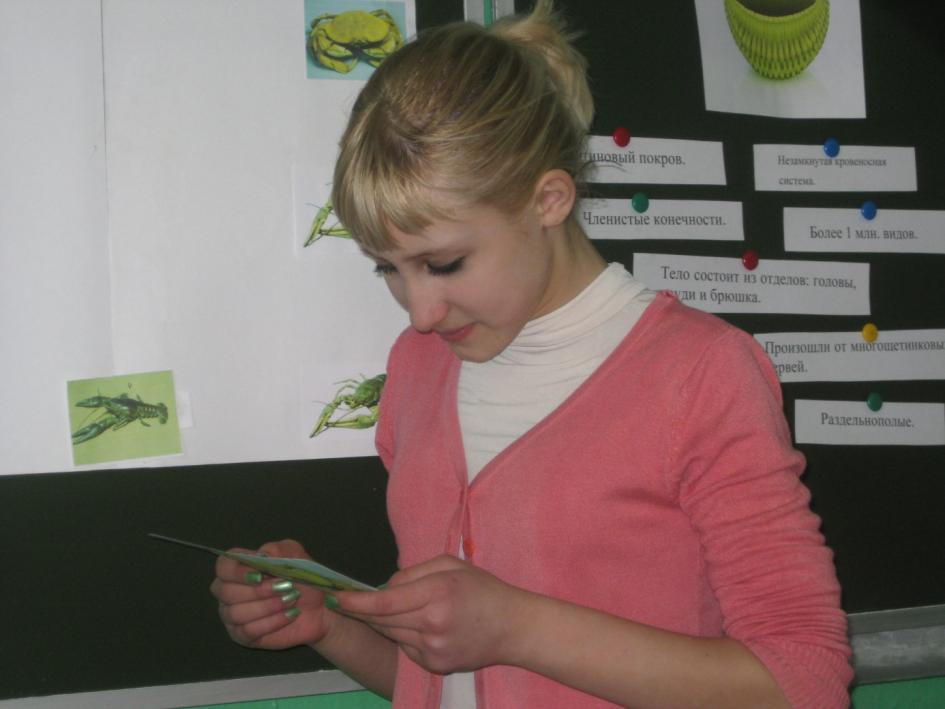 покров.
Незамкнутая кровеносная
система.
Членистые конечности.
Более 1 млн. видов.
Тело состоит из отделов: головы,
и брюшка.
Произошли от многощетинковы
Раздельнополые.